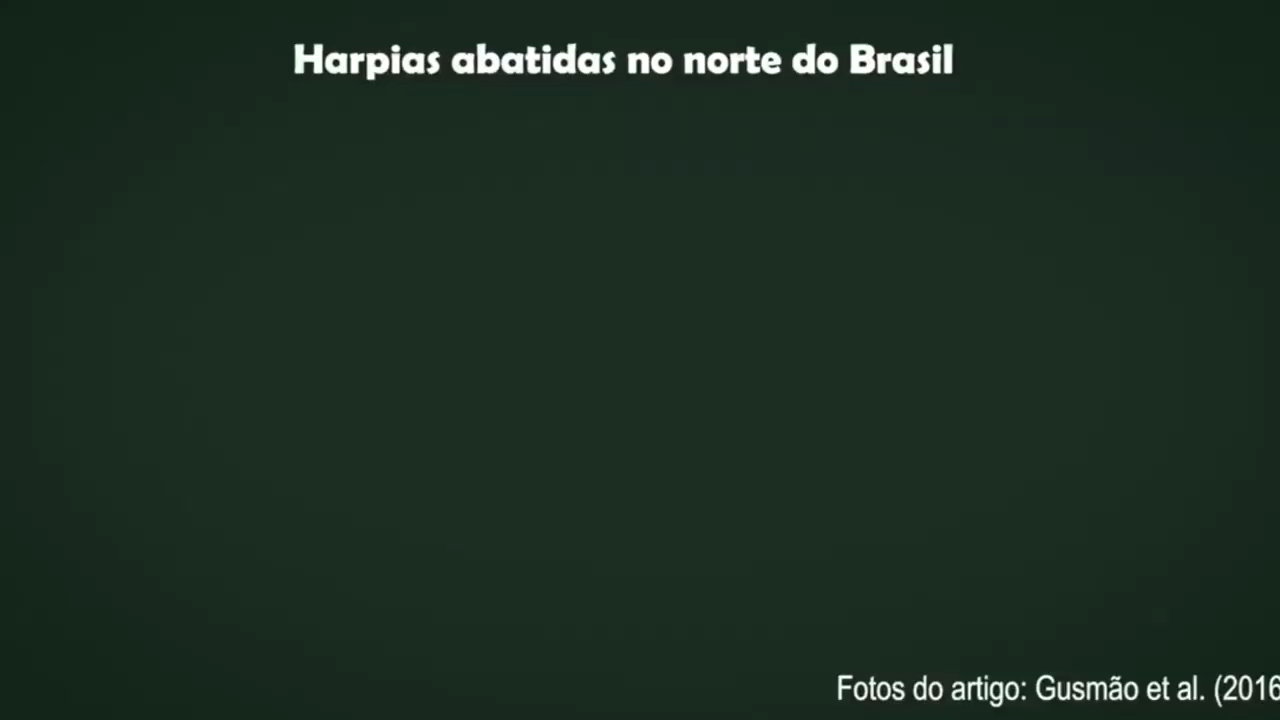 Harpias abatidas no norte do Brasil
Fotos do artigo: Gusmão et al. (2016